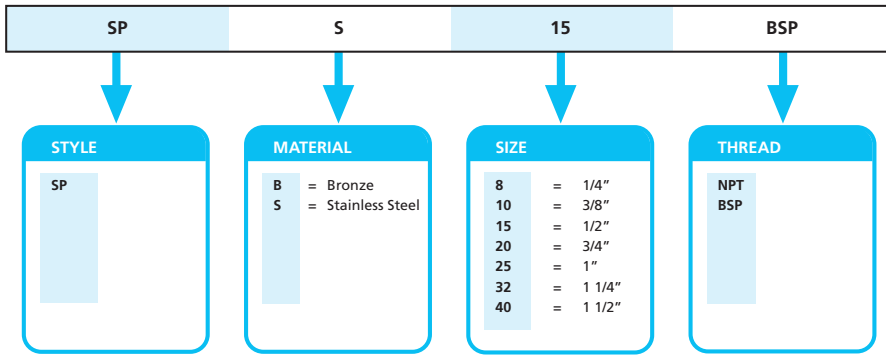 SP S 15 BSP
STYLE
SP
MATERIAL
B = Bronze
S = Stainless Steel
SIZE
8 = 1/4”
10 = 3/8”
15 = 1/2”
20 = 3/4”
25 = 1”
32 = 1 1/4”
40 = 1 1/2”
THREAD
NPT
BSP